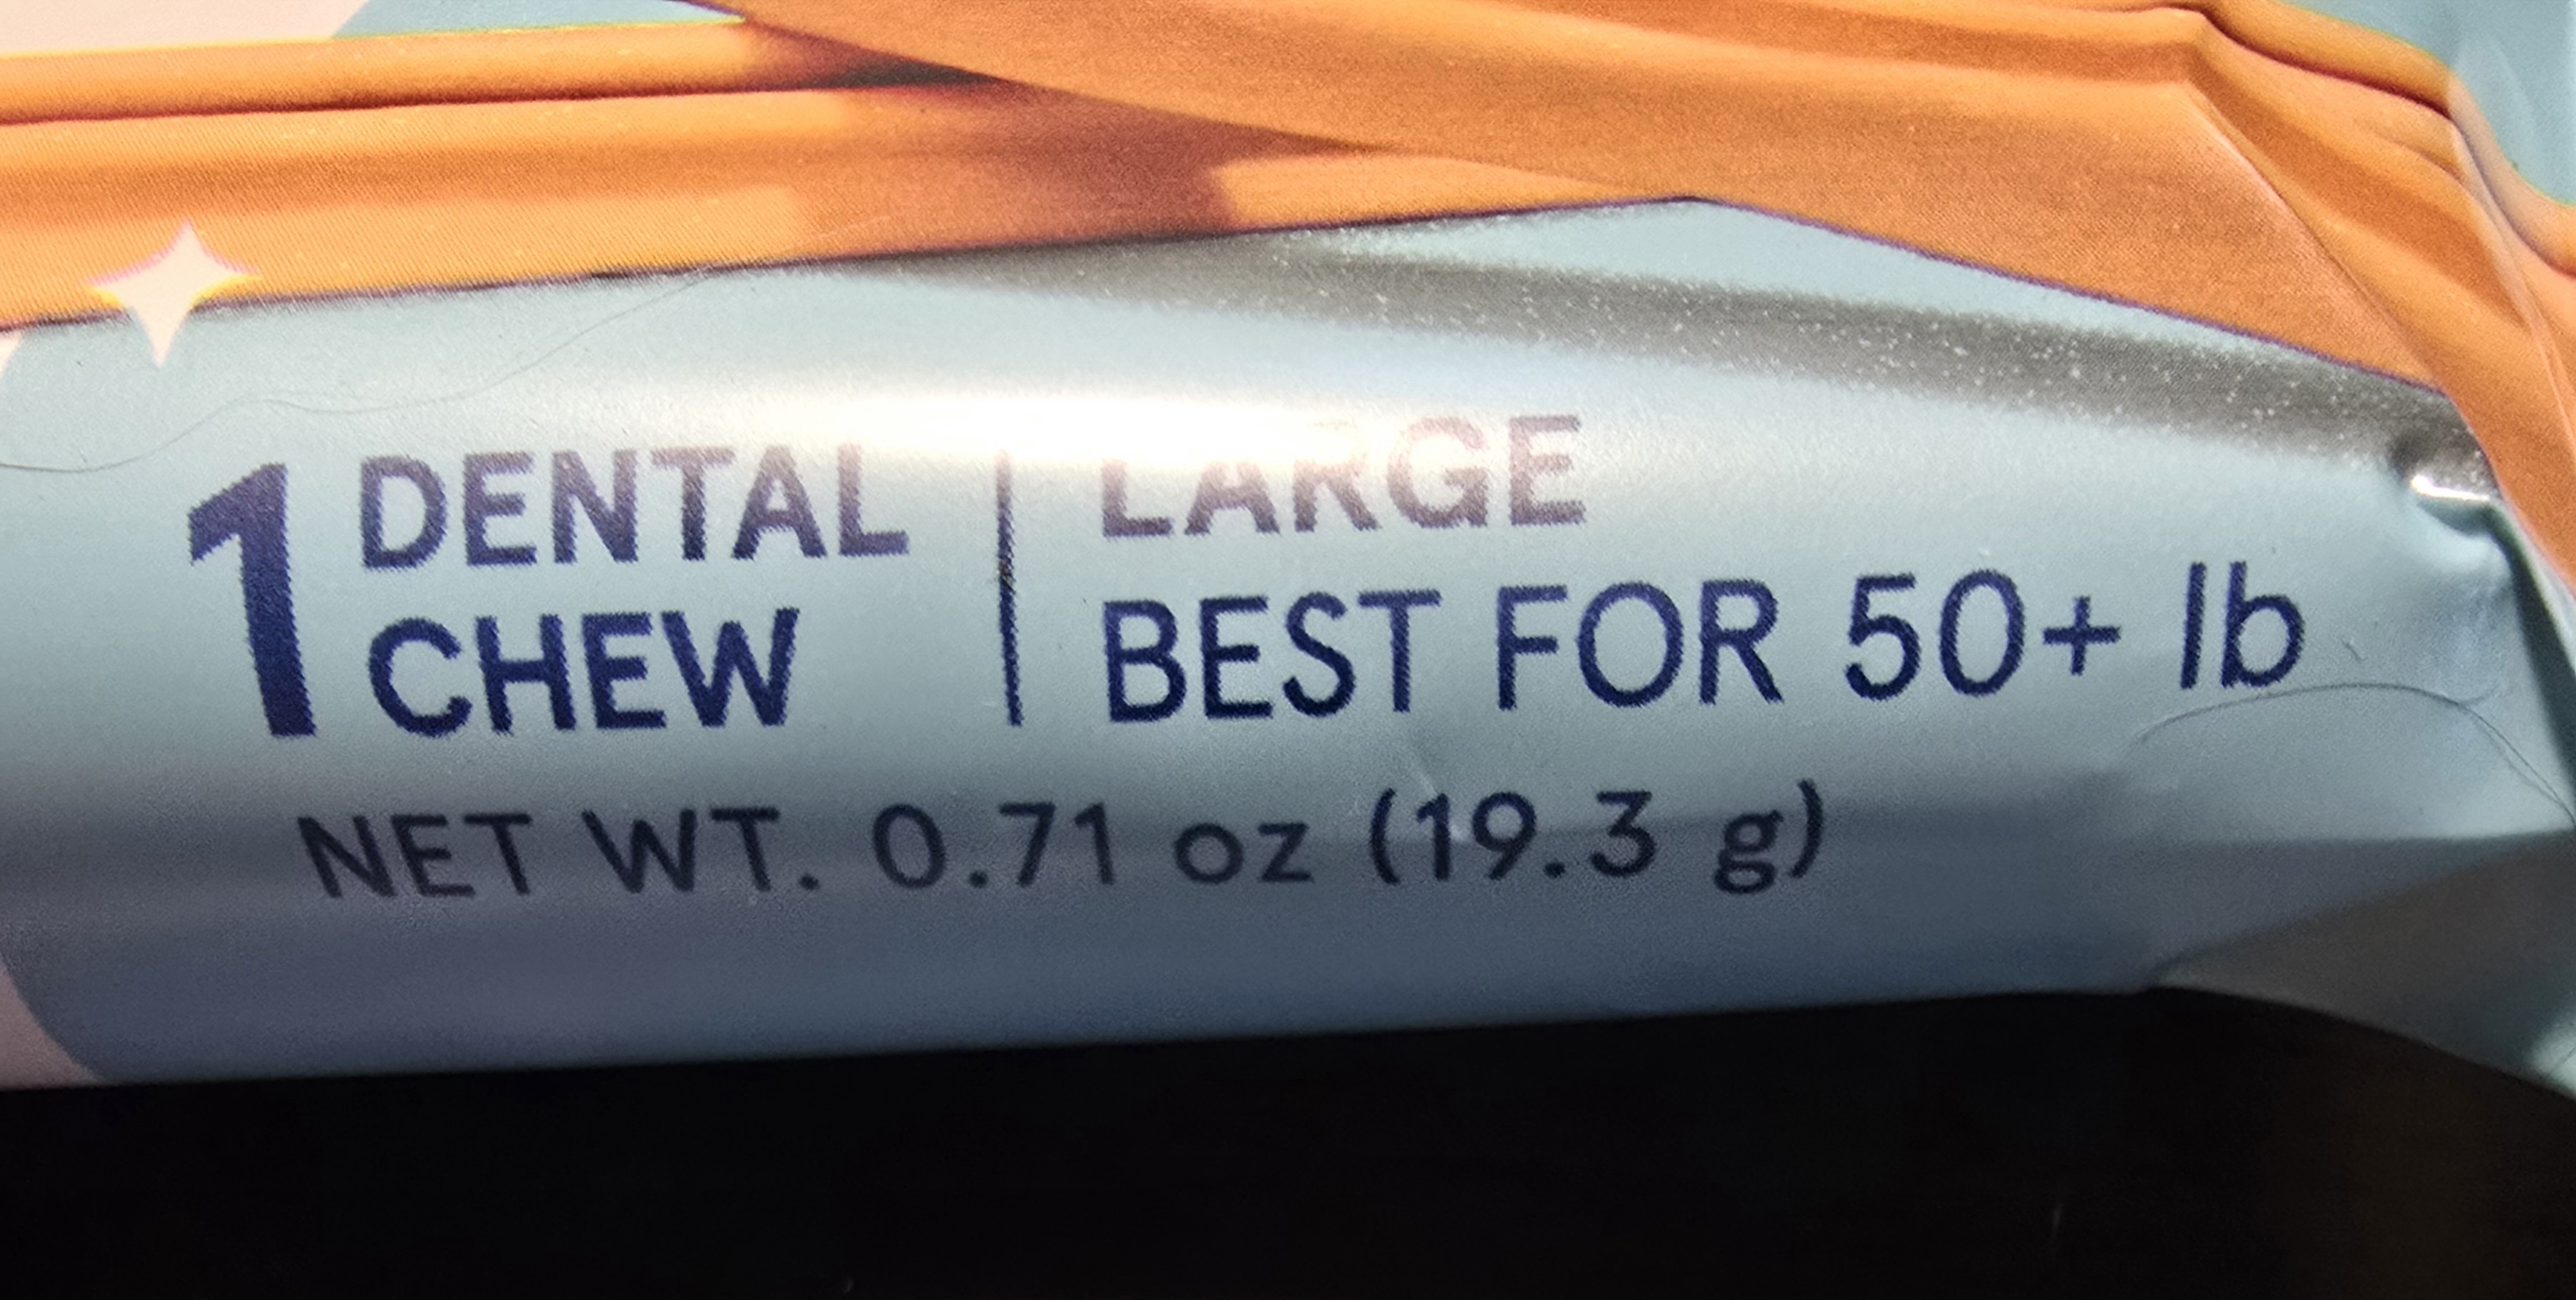 1 DENTAL CHEW
LARGE
BEST FOR 50+ lb
NET WT. 0.71 oz (19.3 g)